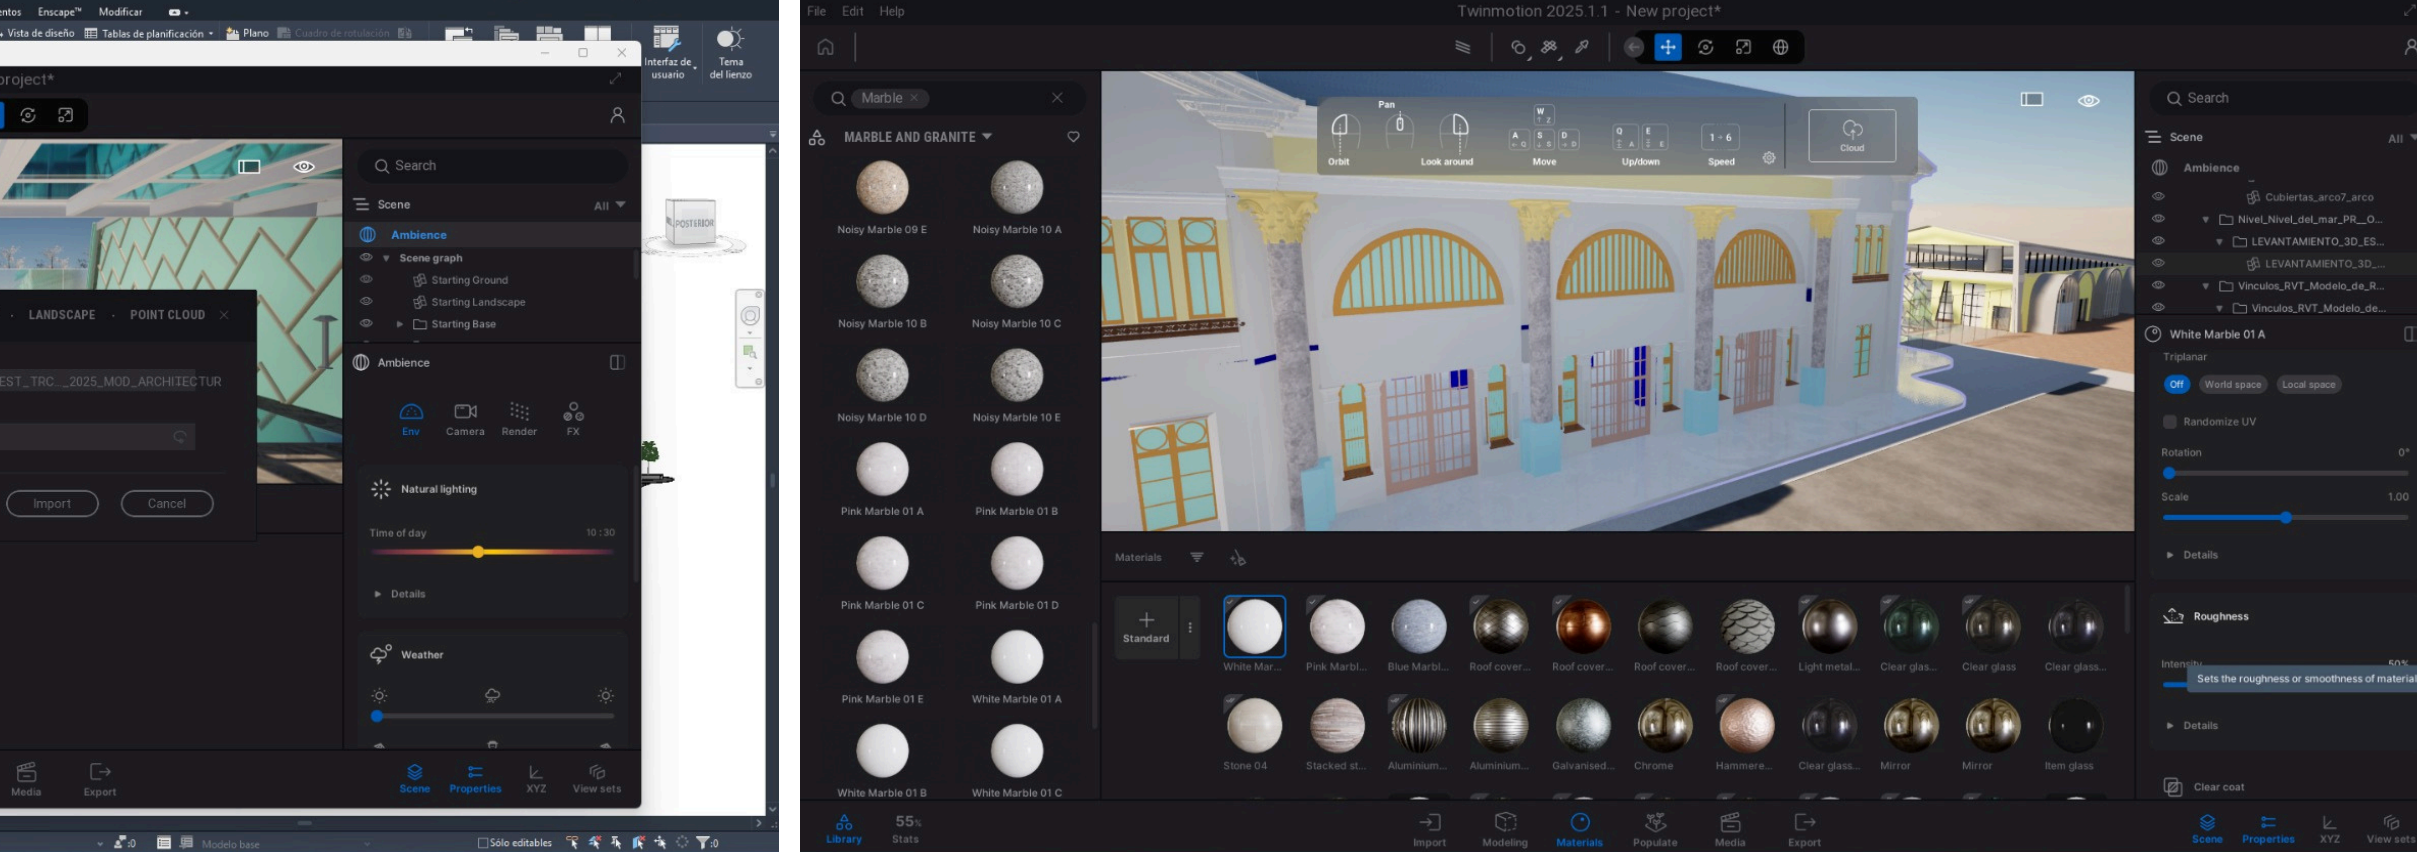 entos Enscape™ Modificar
Vista de diseño Tablas de planificación Plano Cuadro de rotulación
Interfaz de usuario
Tema del lienzo
roject*
Search
Scene All
Ambience
Scene graph
Starting Ground
Starting Landscape
Starting Base
POSTERIOR
· LANDSCAPE · POINT CLOUD
EST_TRC..._2025_MOD_ARCHITECTUR
Import Cancel
Ambience
Env Camera Render FX
Natural lighting
Time of day 10:30
Details
Weather
Media Export
Scene Properties XYZ View sets
:0 Modelo base Sólo editables :0
File Edit Help
Twinmotion 2025.1.1 - New project*
Marble
MARBLE AND GRANITE
Noisy Marble 09 E Noisy Marble 10 A
Noisy Marble 10 B Noisy Marble 10 C
Noisy Marble 10 D Noisy Marble 10 E
Pink Marble 01 A Pink Marble 01 B
Pink Marble 01 C Pink Marble 01 D
Pink Marble 01 E White Marble 01 A
White Marble 01 B White Marble 01 C
Library
55%
Stats
Pan
W
A S D
Q E
1 - 6
Orbit Look around Move Up/down Speed
Cloud
Materials
Standard
White Mar... Pink Marbl... Blue Marbl... Roof cover... Roof cover... Roof cover... Roof cover... Light metal... Clear glas... Clear glass Clear glass...
Stone 04 Stacked st... Aluminium... Aluminium... Galvanised... Chrome Hammere... Clear glass... Mirror Mirror Item glass
Import Modeling Materials Populate Media Export
Search
Scene All
Ambience
Cubiertas_arco7_arco
Nivel_Nivel_del_mar_PR__O...
LEVANTAMIENTO_3D_ES...
LEVANTAMIENTO_3D_...
Vinculos_RVT_Modelo_de_R...
Vinculos_RVT_Modelo_de...
White Marble 01 A
Triplanar
Off World space Local space
Randomize UV
Rotation 0°
Scale 1.00
Details
Roughness
Intensity 50%
Sets the roughness or smoothness of material
Details
Clear coat
Scene Properties XYZ View sets